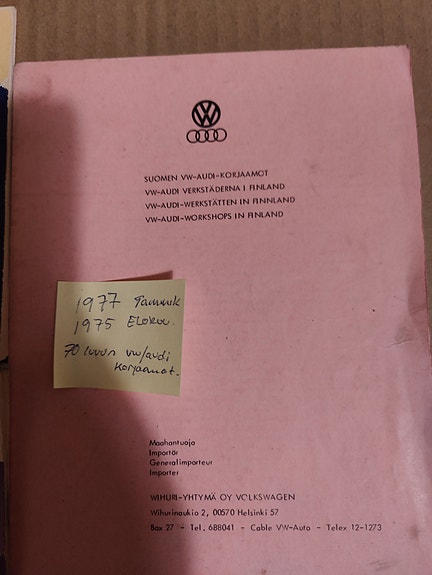 SUOMEN VW-AUDI-KORJAAMOT
VW-AUDI VERKSTÄDERNA I FINLAND
VW-AUDI-WERKSTÄTTEN IN FINNLAND
VW-AUDI-WORKSHOPS IN FINLAND
1977 Tammik
1975 Elokuu.
70 luvun vw/audi
korjaamot.
Maahantuoja
Importör
Generalimporteur
Importer
WIHURI-YHTYMÄ OY VOLKSWAGEN
Wihurinaukio 2, 00570 Helsinki 57
Box 27 - Tel. 688041 - Cable VW-Auto - Telex 12-1273